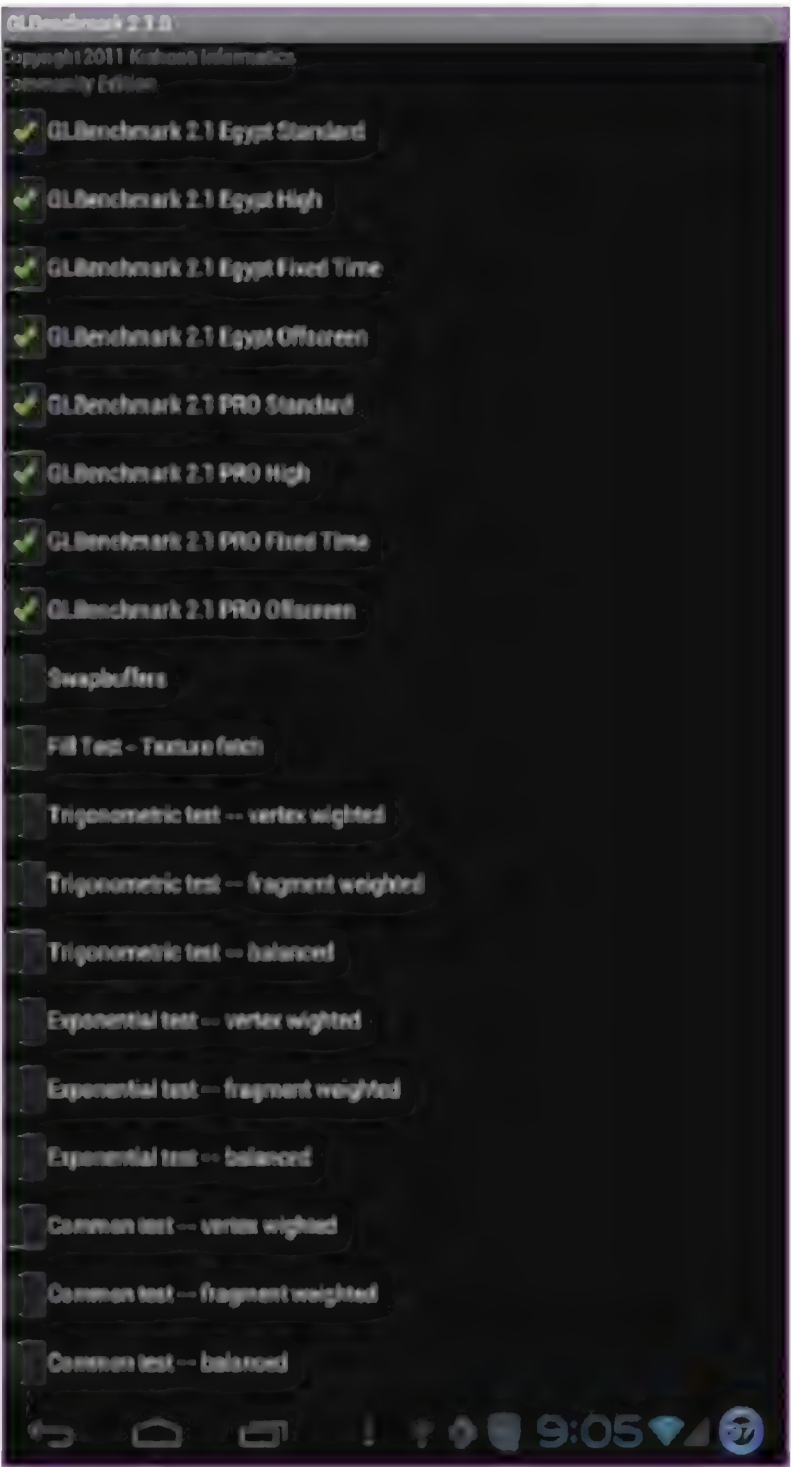 GLBenchmark 2.1.0
Copyright 2011 Kishonti Informatics
Community Edition
GLBenchmark 2.1 Egypt Standard
GLBenchmark 2.1 Egypt High
GLBenchmark 2.1 Egypt Fixed Time
GLBenchmark 2.1 Egypt Offscreen
GLBenchmark 2.1 PRO Standard
GLBenchmark 2.1 PRO High
GLBenchmark 2.1 PRO Fixed Time
GLBenchmark 2.1 PRO Offscreen
Swapbuffers
Fill Test - Texture fetch
Trigonometric test -- vertex wighted
Trigonometric test -- fragment weighted
Trigonometric test -- balanced
Exponential test -- vertex wighted
Exponential test -- fragment weighted
Exponential test -- balanced
Common test -- vertex wighted
Common test -- fragment weighted
Common test -- balanced
9:05